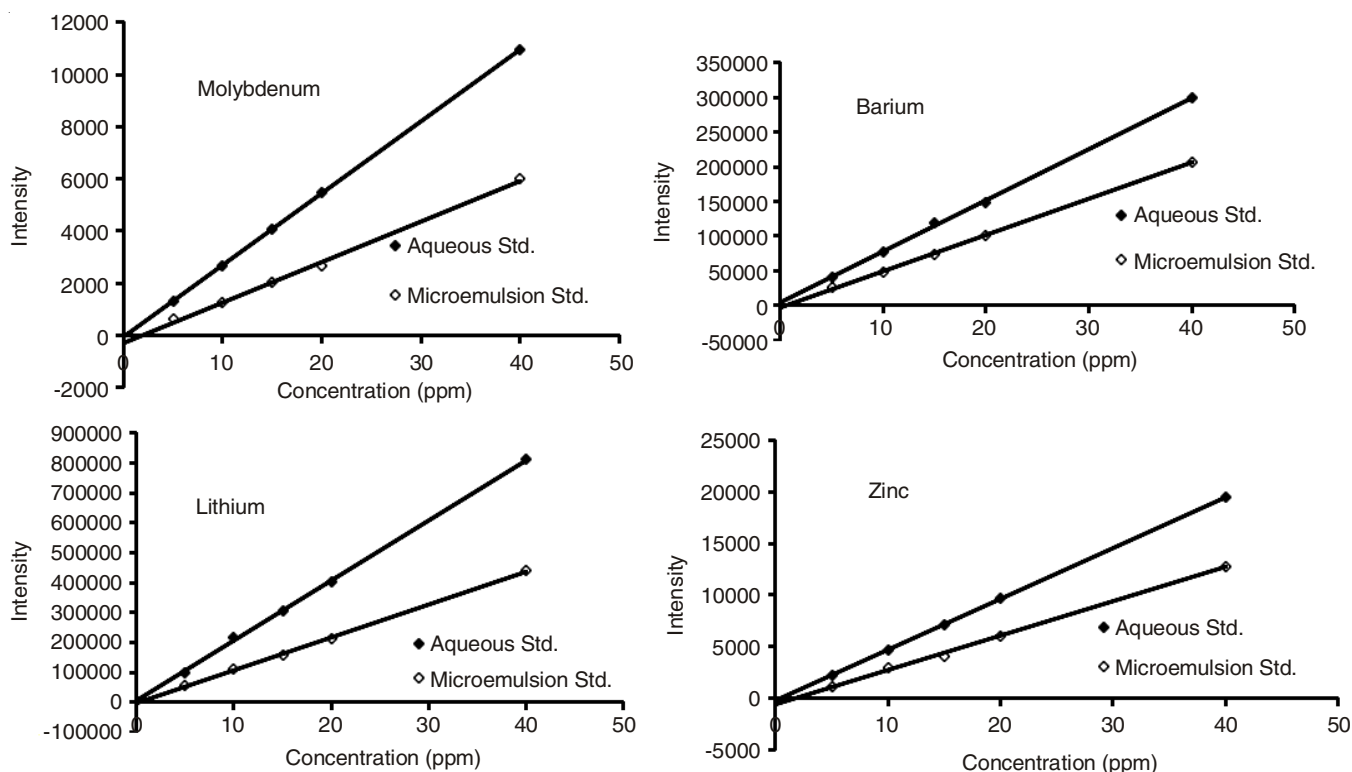 12000
10000
8000
6000
4000
2000
0
-2000
Intensity
Molybdenum
Aqueous Std.
Microemulsion Std.
0 10 20 30 40 50
Concentration (ppm)
350000
300000
250000
200000
150000
100000
50000
0
-50000
Intensity
Barium
Aqueous Std.
Microemulsion Std.
0 10 20 30 40 50
Concentration (ppm)
900000
800000
700000
600000
500000
400000
300000
200000
100000
0
-100000
Intensity
Lithium
Aqueous Std.
Microemulsion Std.
0 10 20 30 40 50
Concentration (ppm)
25000
20000
15000
10000
5000
0
-5000
Intensity
Zinc
Aqueous Std.
Microemulsion Std.
0 10 20 30 40 50
Concentration (ppm)